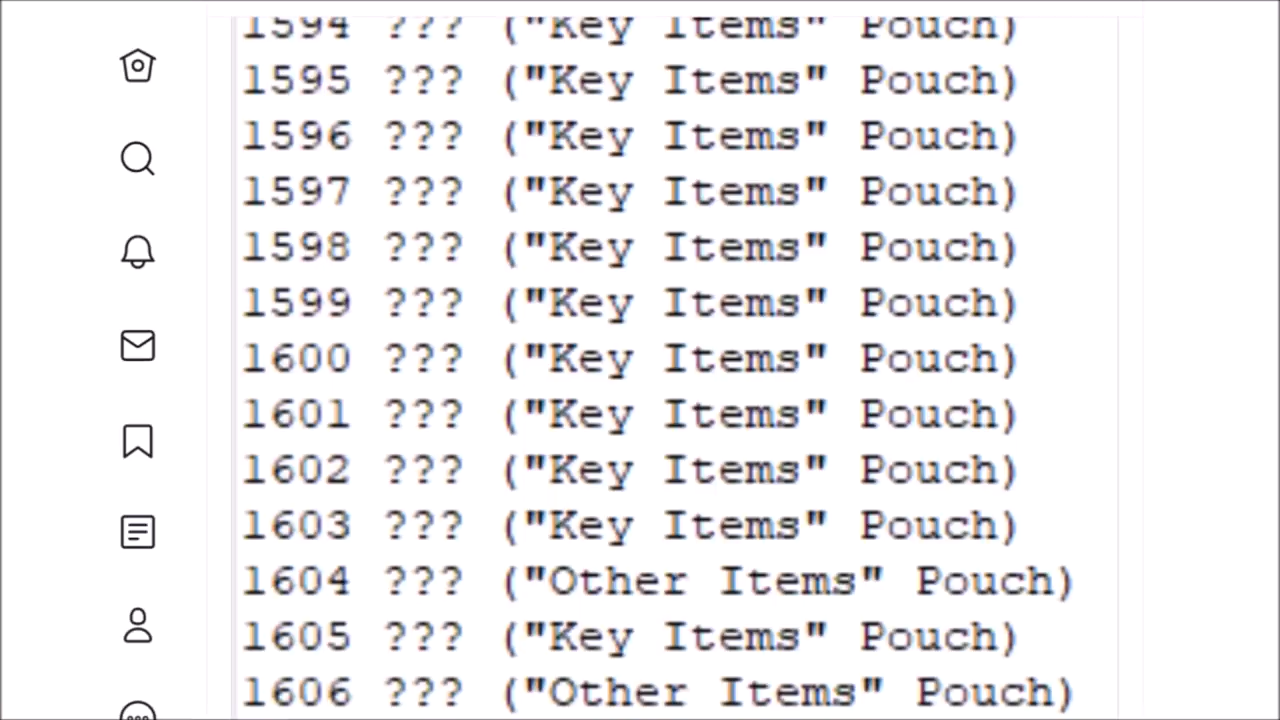 1594 ??? ("Key Items" Pouch)
1595 ??? ("Key Items" Pouch)
1596 ??? ("Key Items" Pouch)
1597 ??? ("Key Items" Pouch)
1598 ??? ("Key Items" Pouch)
1599 ??? ("Key Items" Pouch)
1600 ??? ("Key Items" Pouch)
1601 ??? ("Key Items" Pouch)
1602 ??? ("Key Items" Pouch)
1603 ??? ("Key Items" Pouch)
1604 ??? ("Other Items" Pouch)
1605 ??? ("Key Items" Pouch)
1606 ??? ("Other Items" Pouch)